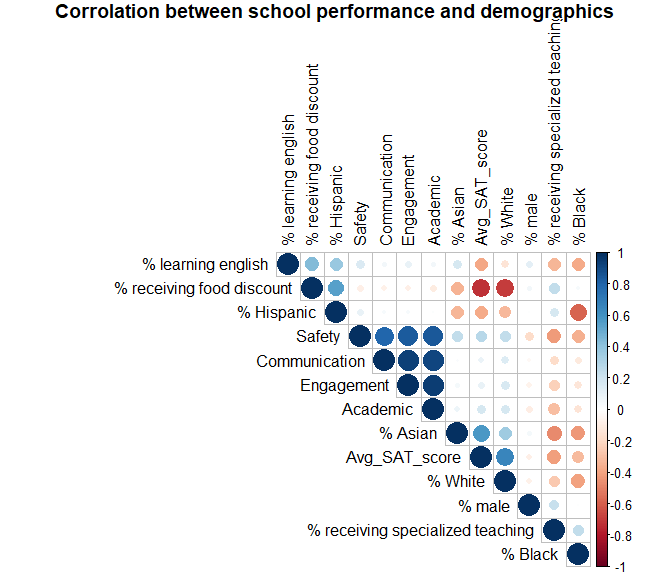 Corrolation between school performance and demographics
% learning english
% receiving food discount
% Hispanic
Safety
Communication
Engagement
Academic
% Asian
Avg_SAT_score
% White
% male
% receiving specialized teaching
% Black
% learning english
% receiving food discount
% Hispanic
Safety
Communication
Engagement
Academic
% Asian
Avg_SAT_score
% White
% male
% receiving specialized teaching
% Black
1
0.8
0.6
0.4
0.2
0
-0.2
-0.4
-0.6
-0.8
-1